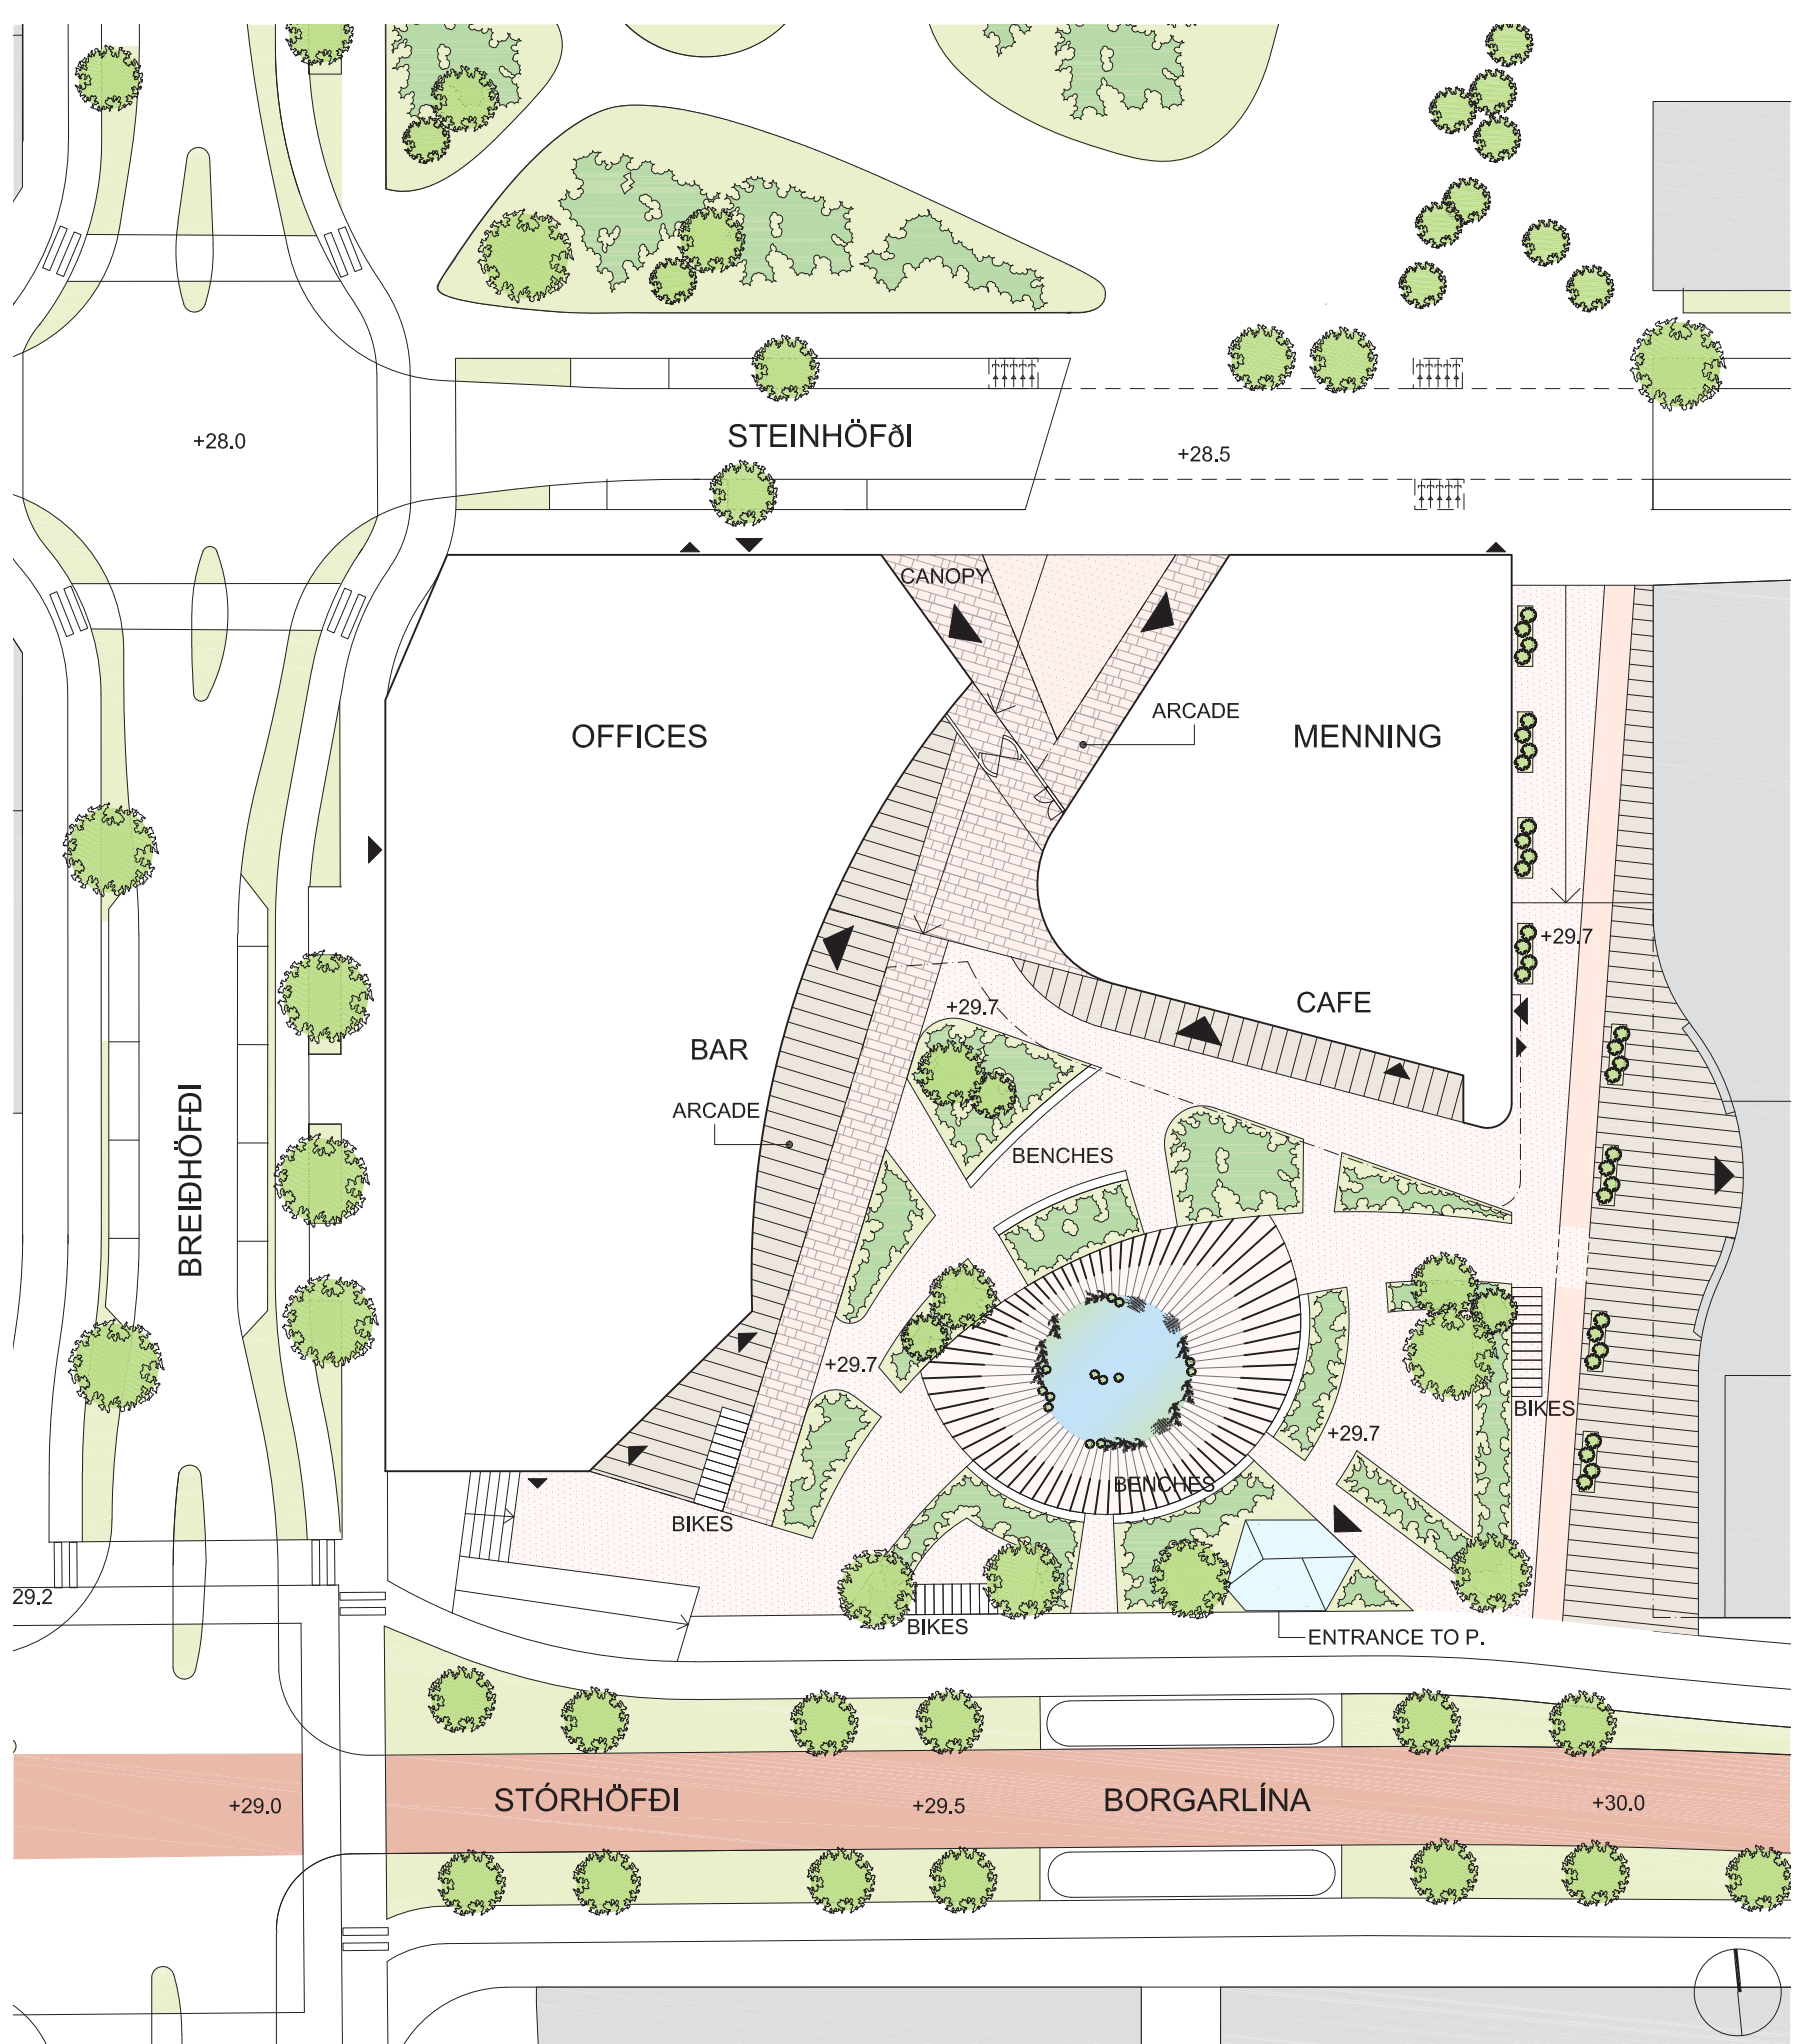 STEINHÖFðI
+28.0
+28.5
CANOPY
ARCADE
OFFICES
MENNING
+29.7
CAFE
+29.7
BAR
ARCADE
BENCHES
BREIÐHÖFÐI
+29.7
BIKES
+29.7
BENCHES
BIKES
29.2
BIKES
ENTRANCE TO P.
STÓRHÖFÐI
BORGARLÍNA
+29.0
+29.5
+30.0